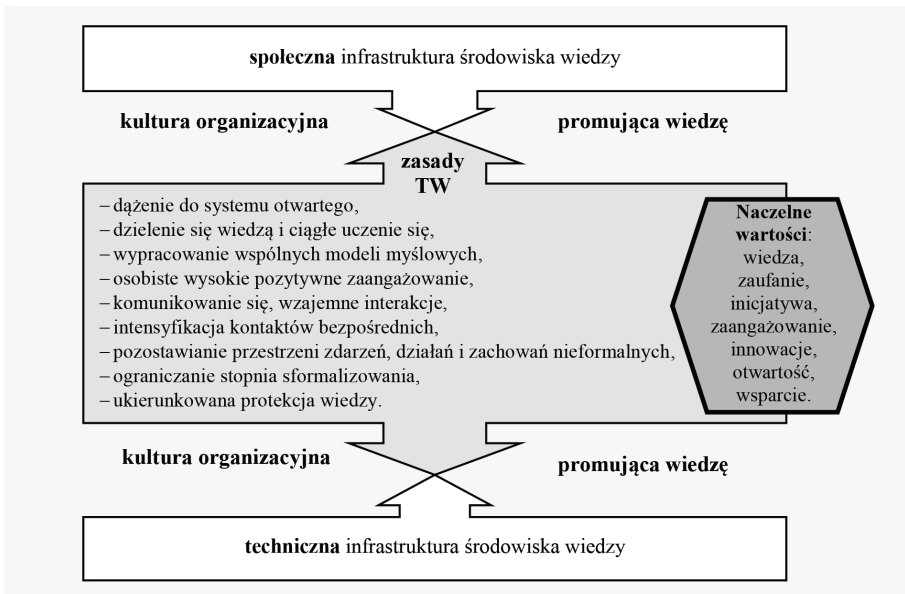 społeczna infrastruktura środowiska wiedzy
kultura organizacyjna
promująca wiedzę
zasady
TW
– dążenie do systemu otwartego,
– dzielenie się wiedzą i ciągłe uczenie się,
– wypracowanie wspólnych modeli myślowych,
– osobiste wysokie pozytywne zaangażowanie,
– komunikowanie się, wzajemne interakcje,
– intensyfikacja kontaktów bezpośrednich,
– pozostawianie przestrzeni zdarzeń, działań i zachowań nieformalnych,
– ograniczanie stopnia sformalizowania,
– ukierunkowana protekcja wiedzy.
Naczelne
wartości:
wiedza,
zaufanie,
inicjatywa,
zaangażowanie,
innowacje,
otwartość,
wsparcie.
kultura organizacyjna
promująca wiedzę
techniczna infrastruktura środowiska wiedzy